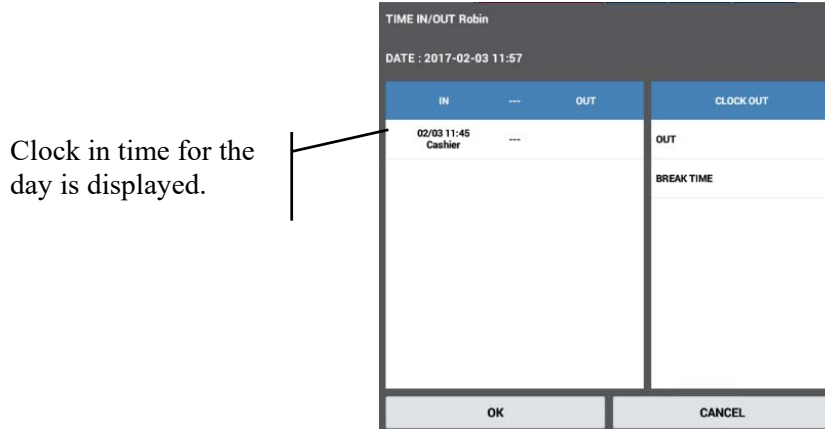 TIME IN/OUT Robin
DATE : 2017-02-03 11:57
IN --- OUT
CLOCK OUT
02/03 11:45 ---
Cashier
OUT
BREAK TIME
Clock in time for the
day is displayed.
OK
CANCEL